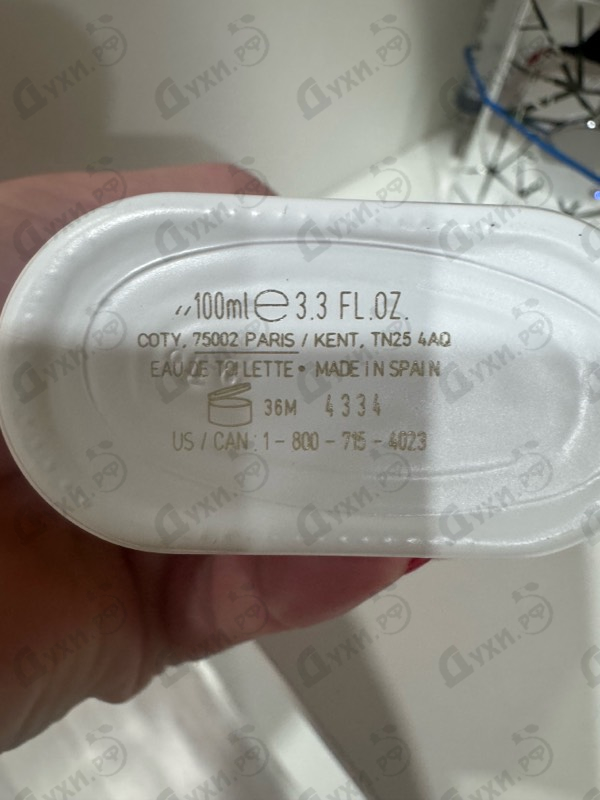 100ml ℮ 3.3 FL.OZ.
COTY, 75002 PARIS / KENT, TN25 4AQ
EAU DE TOILETTE • MADE IN SPAIN
36M 4334
US / CAN : 1 - 800 - 715 - 4023
Духи.РФ